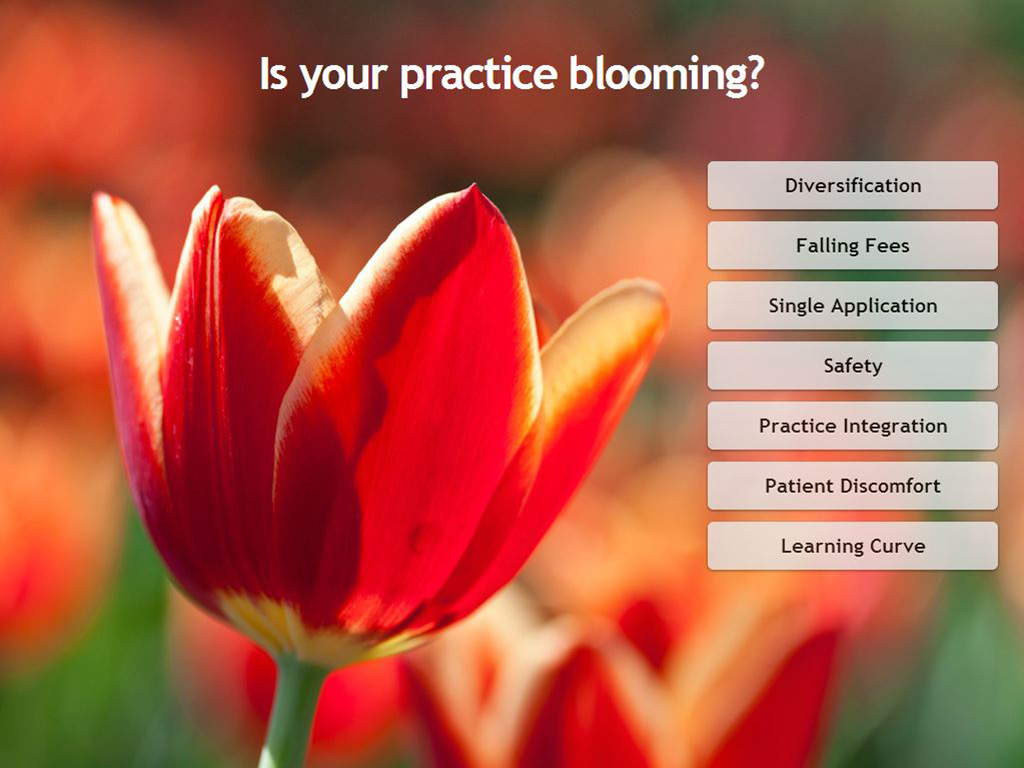 Is your practice blooming?
Diversification
Falling Fees
Single Application
Safety
Practice Integration
Patient Discomfort
Learning Curve